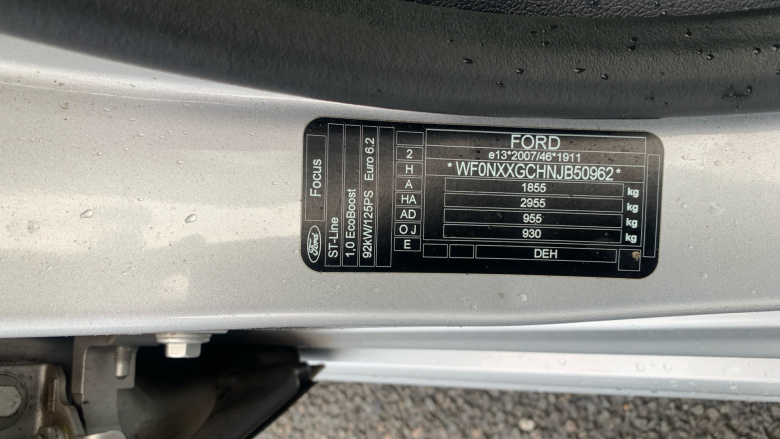 Ford
Focus
ST-Line
1,0 EcoBoost
92kW/125PS Euro 6.2
2
H
A
HA
AD
O J
E
FORD
e13*2007/46*1911
*WF0NXXGCHNJB50962*
1855 kg
2955 kg
955 kg
930 kg
DEH